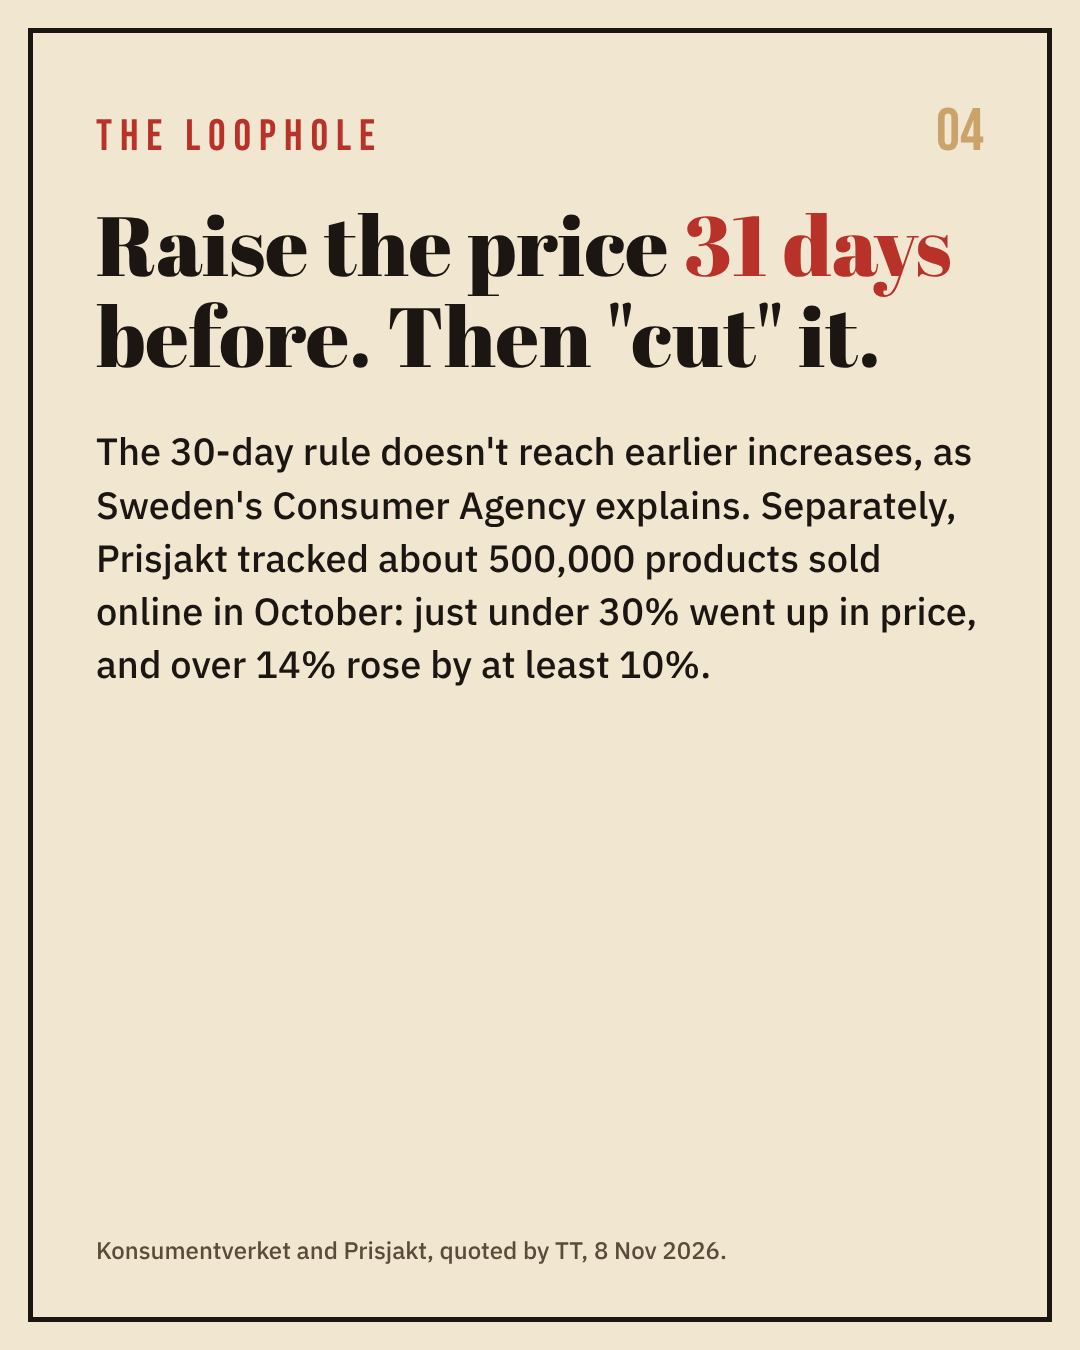 THE LOOPHOLE
04
Raise the price 31 days
before. Then "cut" it.
The 30-day rule doesn't reach earlier increases, as
Sweden's Consumer Agency explains. Separately,
Prisjakt tracked about 500,000 products sold
online in October: just under 30% went up in price,
and over 14% rose by at least 10%.
Konsumentverket and Prisjakt, quoted by TT, 8 Nov 2026.